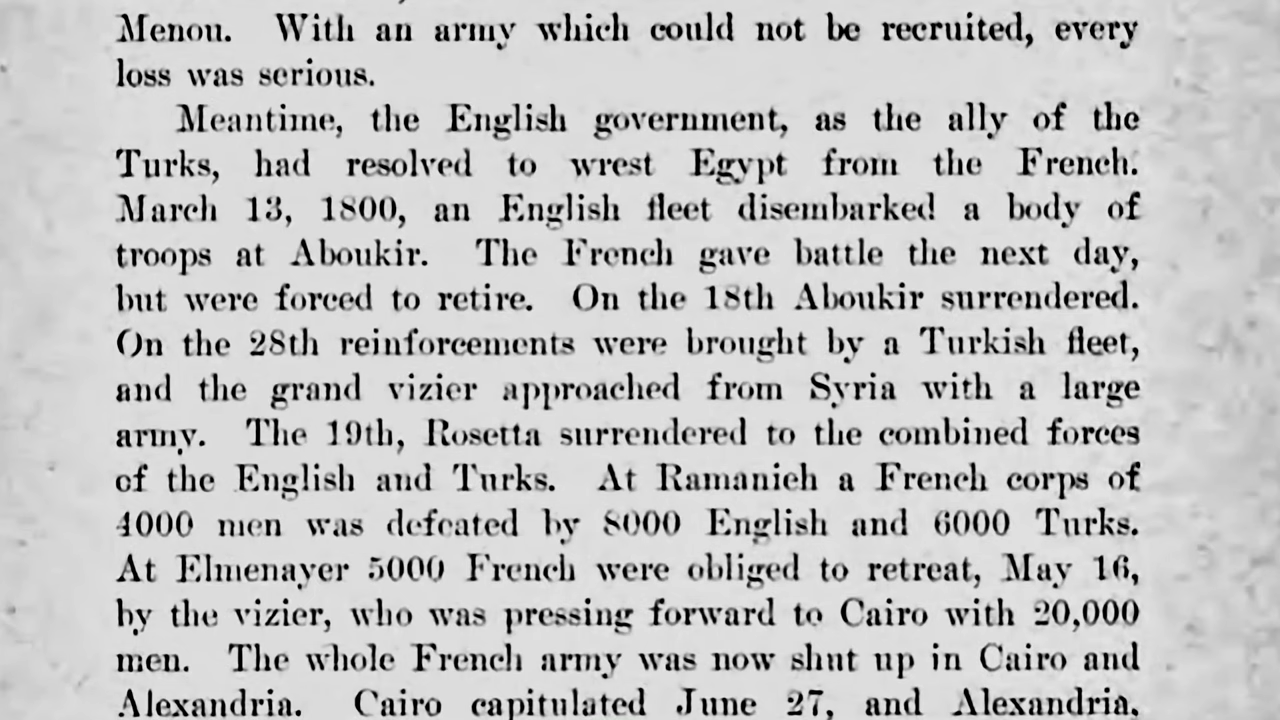 Menou. With an army which could not be recruited, every
loss was serious.
Meantime, the English government, as the ally of the
Turks, had resolved to wrest Egypt from the French.
March 13, 1800, an English fleet disembarked a body of
troops at Aboukir. The French gave battle the next day,
but were forced to retire. On the 18th Aboukir surrendered.
On the 28th reinforcements were brought by a Turkish fleet,
and the grand vizier approached from Syria with a large
army. The 19th, Rosetta surrendered to the combined forces
of the English and Turks. At Ramanieh a French corps of
4000 men was defeated by 8000 English and 6000 Turks.
At Elmenayer 5000 French were obliged to retreat, May 16,
by the vizier, who was pressing forward to Cairo with 20,000
men. The whole French army was now shut up in Cairo and
Alexandria. Cairo capitulated June 27, and Alexandria,